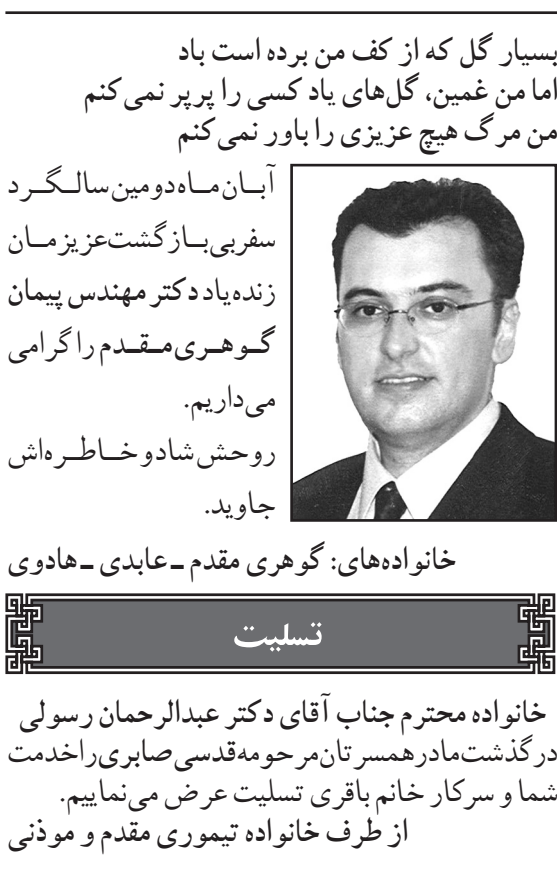 بسیار گل که از کف من برده است باد
اما من غمین، گل‌های یاد کسی را پرپر نمی‌کنم
من مرگ هیچ عزیزی را باور نمی‌کنم
آبان‌ماه دومین سالگرد
سفر بی‌بازگشت عزیزمان
زنده‌یاد دکتر مهندس پیمان
گوهری‌مقدم را گرامی
می‌داریم.
روحش شاد و خاطره‌اش
جاوید.
خانواده‌های: گوهری مقدم ـ عابدی ـ هادوی
تسلیت
خانواده محترم جناب آقای دکتر عبدالرحمان رسولی
درگذشت مادر همسرتان مرحومه قدسی صابری را خدمت
شما و سرکار خانم باقری تسلیت عرض می‌نماییم.
از طرف خانواده تیموری مقدم و موذنی